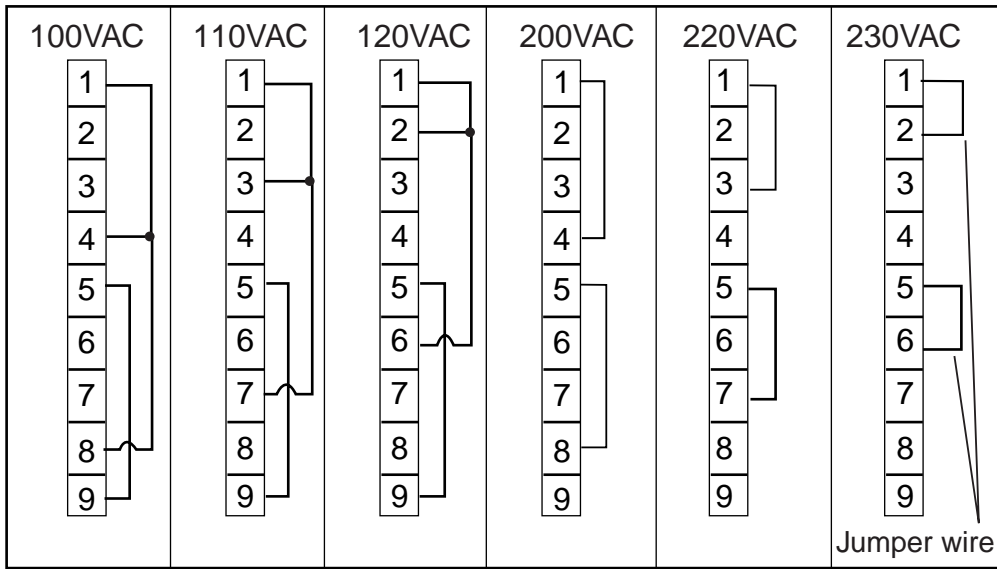 100VAC 110VAC 120VAC 200VAC 220VAC 230VAC
1 1 1 1 1 1
2 2 2 2 2 2
3 3 3 3 3 3
4 4 4 4 4 4
5 5 5 5 5 5
6 6 6 6 6 6
7 7 7 7 7 7
8 8 8 8 8 8
9 9 9 9 9 9
Jumper wire